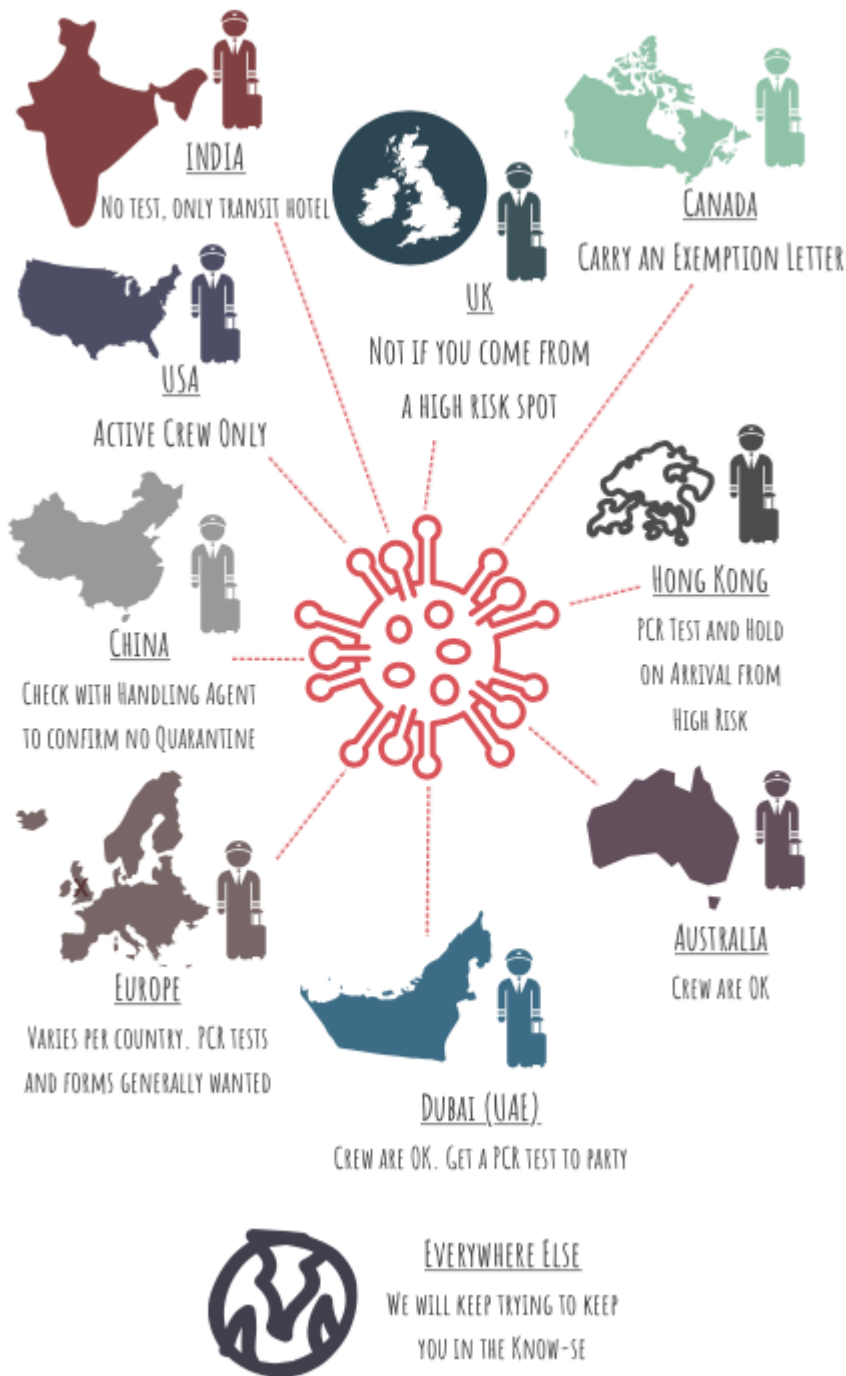 India
No test, only transit hotel
UK
Not if you come from
a high risk spot
Canada
Carry an Exemption Letter
USA
Active Crew Only
Hong Kong
PCR Test and Hold
on Arrival from
High Risk
China
Check with Handling Agent
to confirm no Quarantine
Australia
Crew are OK
Europe
Varies per country. PCR tests
and forms generally wanted
Dubai (UAE)
Crew are OK. Get a PCR test to party
Everywhere Else
We will keep trying to keep
you in the Know-se